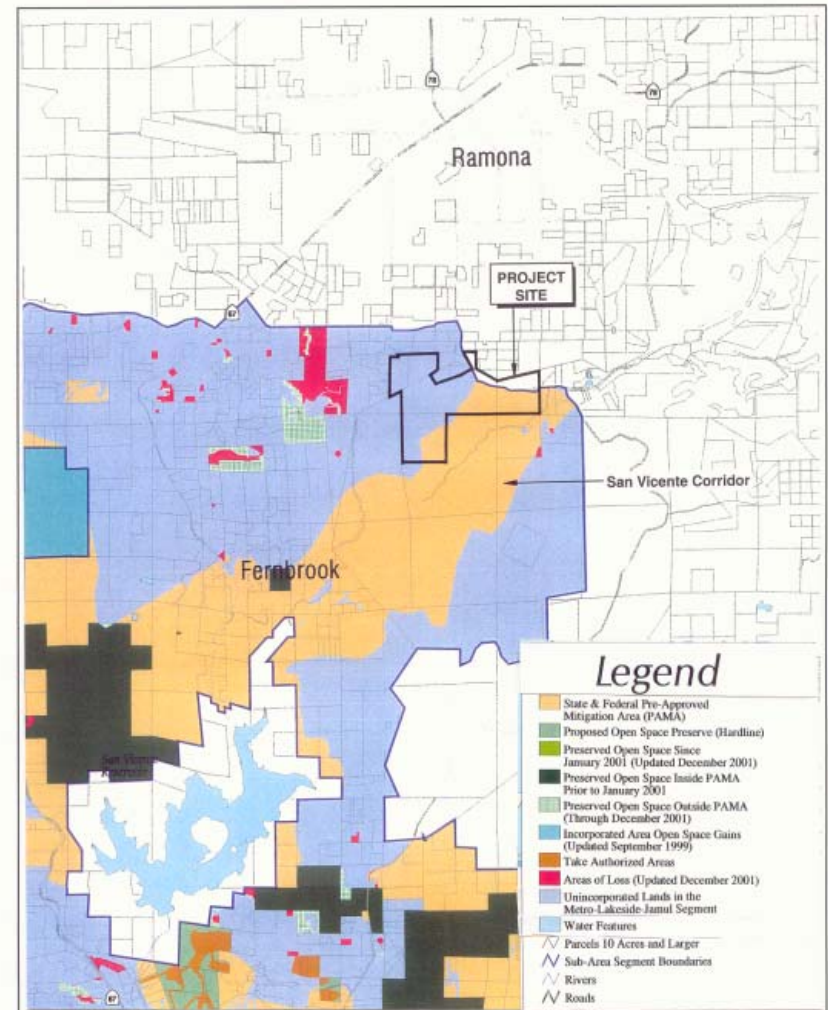 78
78
Ramona
PROJECT
SITE
67
San Vicente Corridor
Fernbrook
San Vicente
Reservoir
67
Legend
State & Federal Pre-Approved
Mitigation Area (PAMA)
Proposed Open Space Preserve (Hardline)
Preserved Open Space Since
January 2001 (Updated December 2001)
Preserved Open Space Inside PAMA
Prior to January 2001
Preserved Open Space Outside PAMA
(Through December 2001)
Incorporated Area Open Space Gains
(Updated September 1999)
Take Authorized Areas
Areas of Loss (Updated December 2001)
Unincorporated Lands in the
Metro-Lakeside-Jamul Segment
Water Features
Parcels 10 Acres and Larger
Sub-Area Segment Boundaries
Rivers
Roads